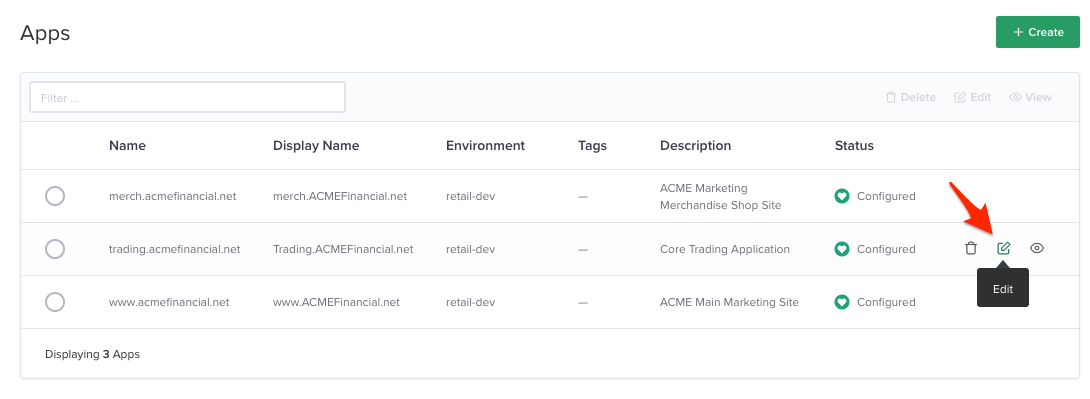 Apps
+ Create
Filter ...
Delete Edit View
Name Display Name Environment Tags Description Status
merch.acmefinancial.net merch.ACMEFinancial.net retail-dev — ACME Marketing Merchandise Shop Site Configured
trading.acmefinancial.net Trading.ACMEFinancial.net retail-dev — Core Trading Application Configured
Edit
www.acmefinancial.net www.ACMEFinancial.net retail-dev — ACME Main Marketing Site Configured
Displaying 3 Apps